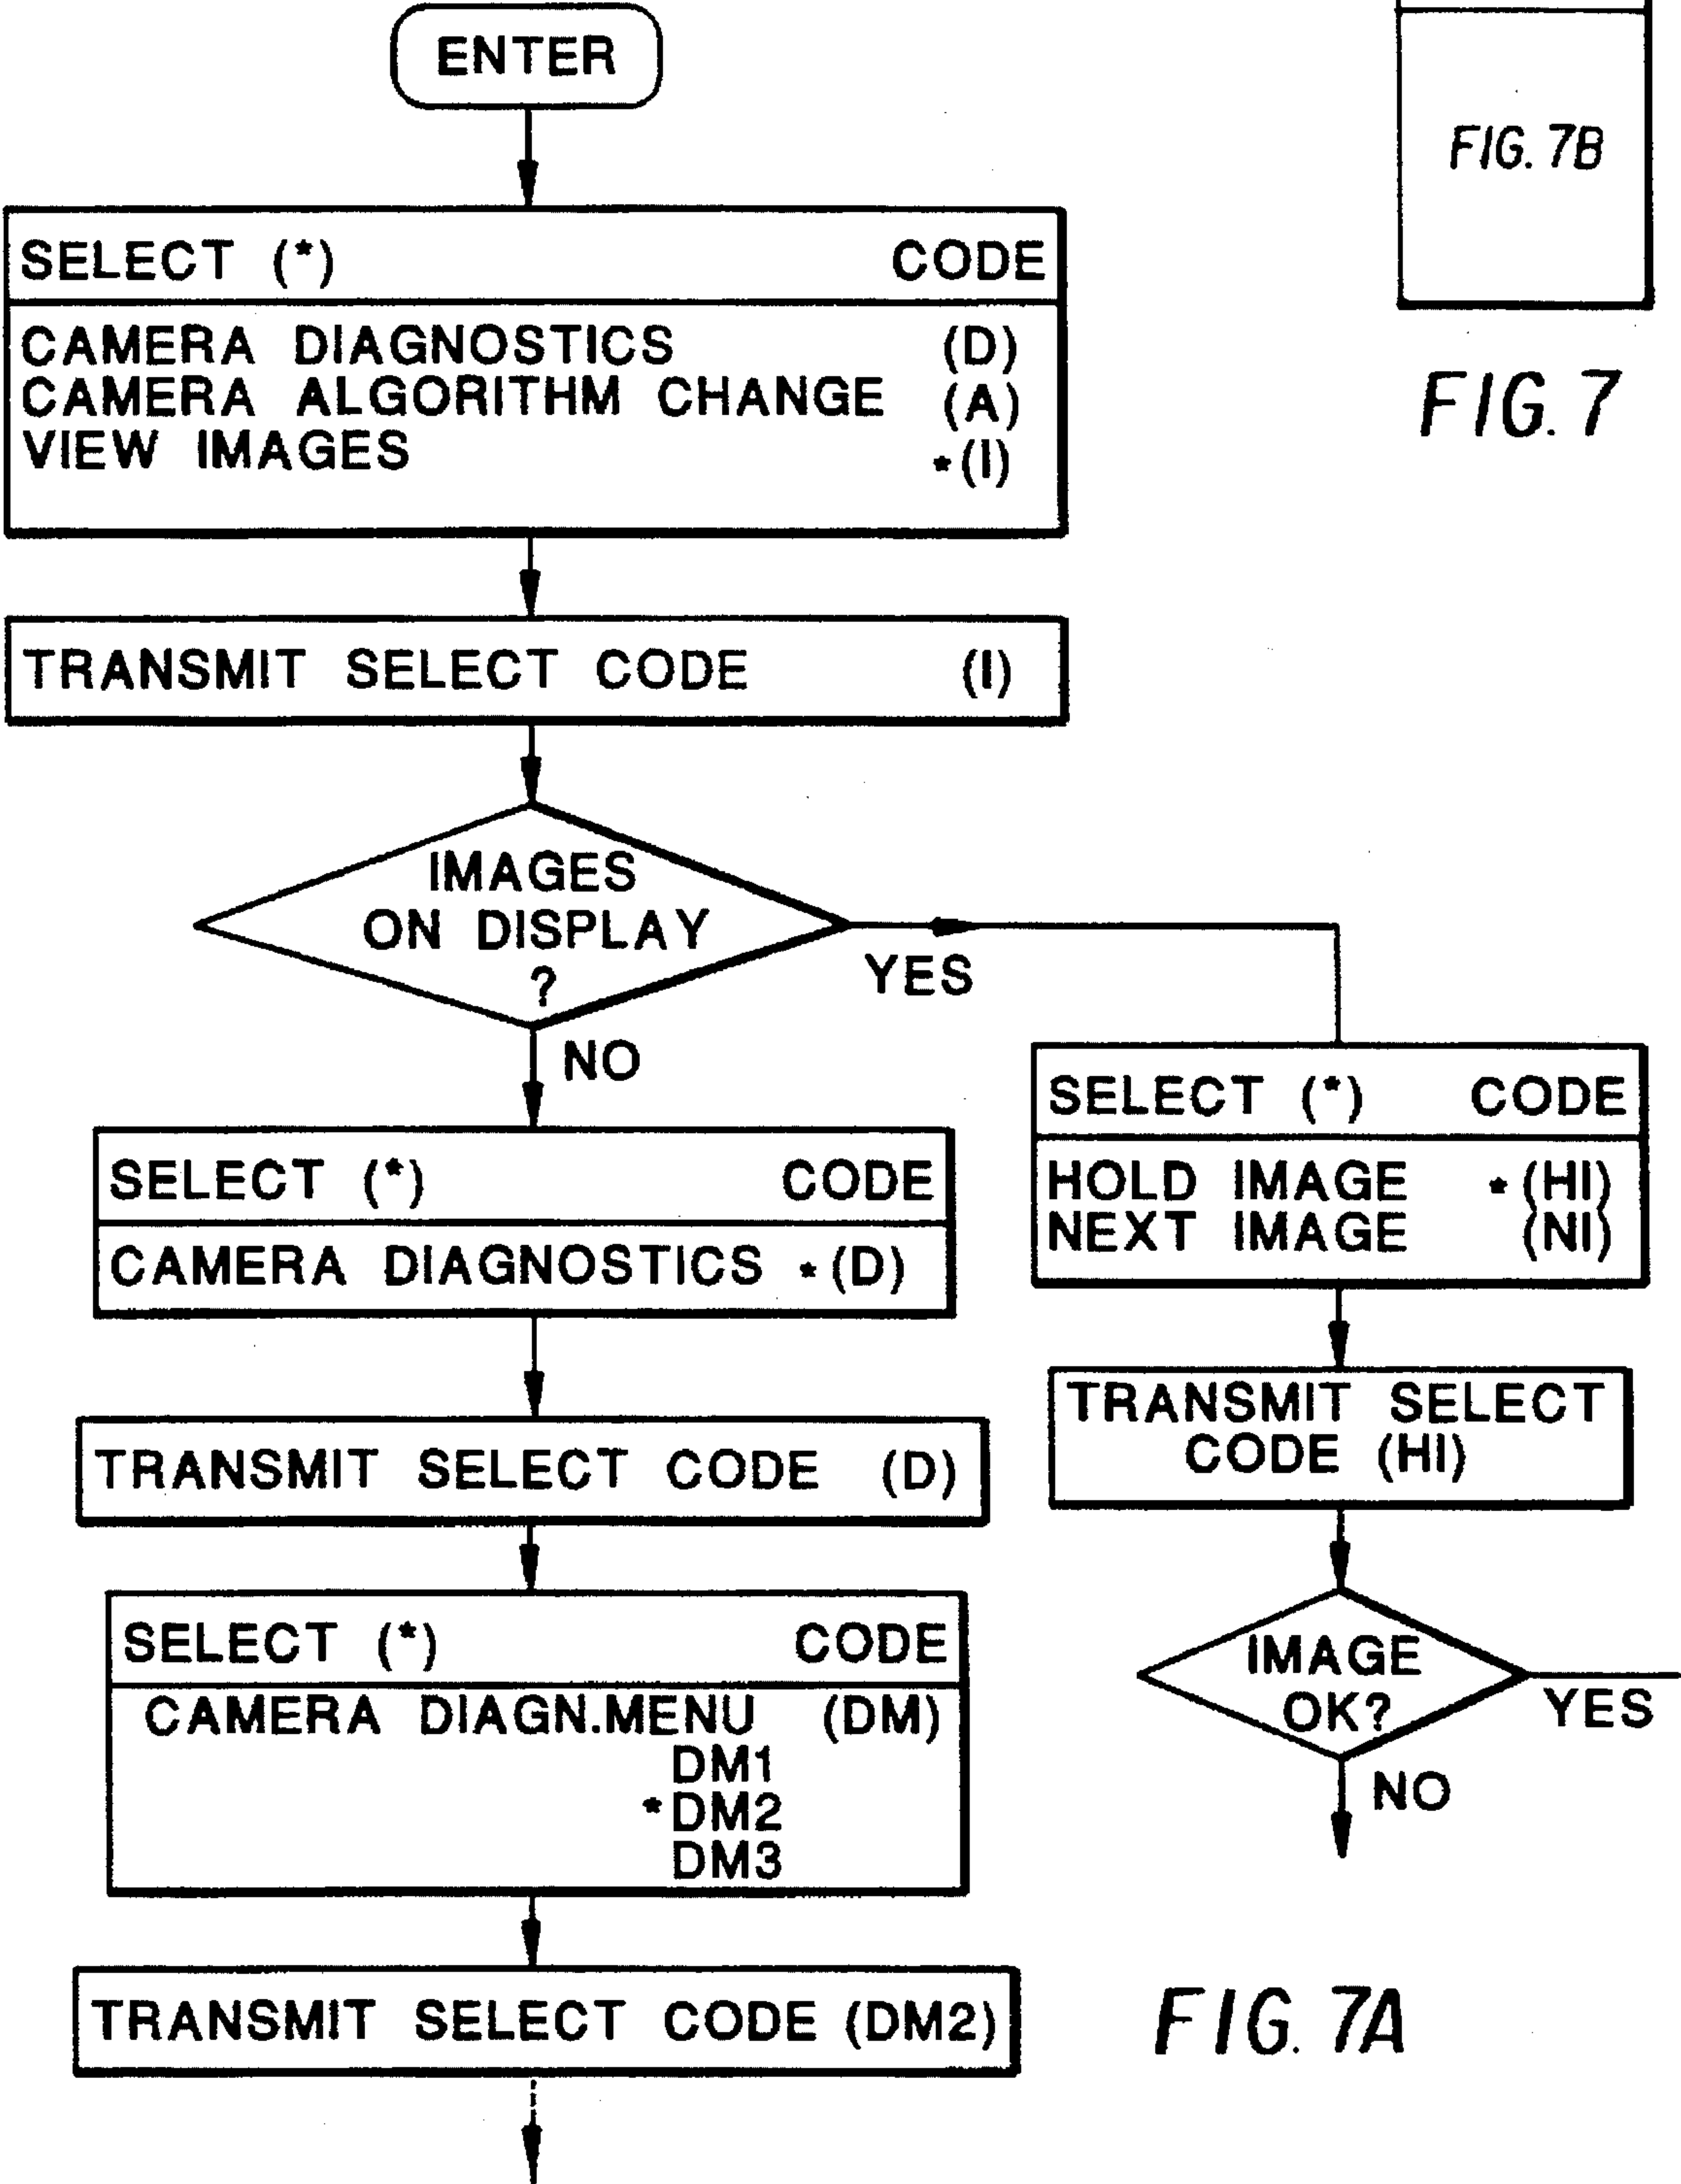 ENTER
FIG. 7B
FIG. 7
SELECT (*) CODE
CAMERA DIAGNOSTICS (D)
CAMERA ALGORITHM CHANGE (A)
VIEW IMAGES *(I)
TRANSMIT SELECT CODE (I)
IMAGES
ON DISPLAY
?
YES
NO
SELECT (*) CODE
CAMERA DIAGNOSTICS *(D)
TRANSMIT SELECT CODE (D)
SELECT (*) CODE
CAMERA DIAGN.MENU (DM)
DM1
*DM2
DM3
TRANSMIT SELECT CODE (DM2)
SELECT (*) CODE
HOLD IMAGE *(HI)
NEXT IMAGE (NI)
TRANSMIT SELECT
CODE (HI)
IMAGE
OK?
YES
NO
FIG. 7A